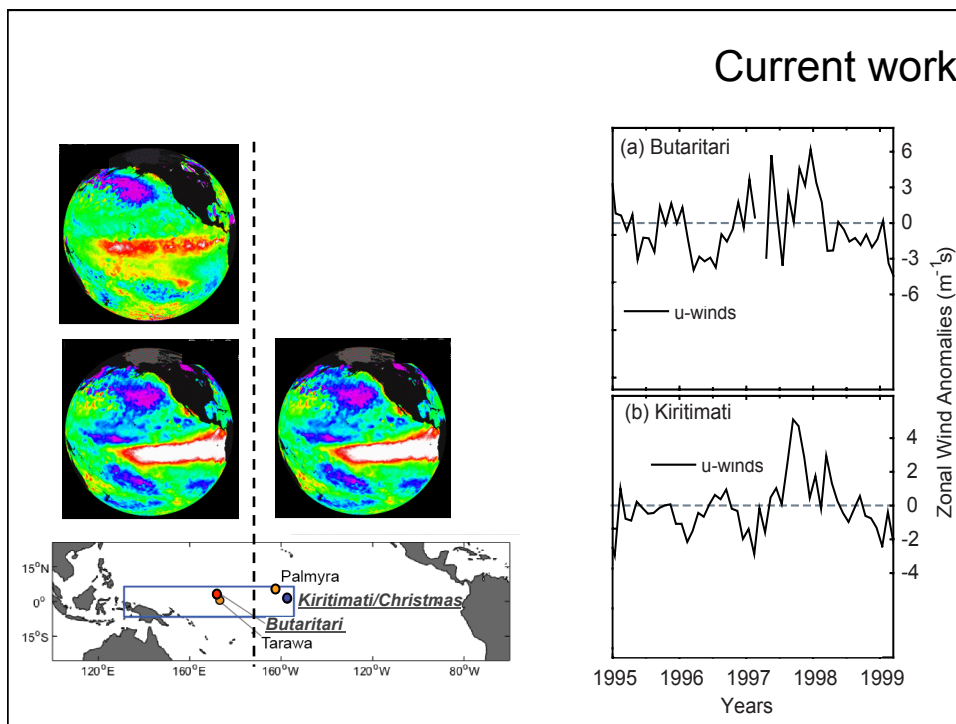 Current work
(a) Butaritari
6
3
0
-3
-6
u-winds
(b) Kiritimati
4
2
0
-2
-4
u-winds
Zonal Wind Anomalies (m⁻¹s)
1995 1996 1997 1998 1999
Years
15°N
0°
15°S
Palmyra
Kiritimati/Christmas
Butaritari
Tarawa
120°E 160°E 160°W 120°W 80°W